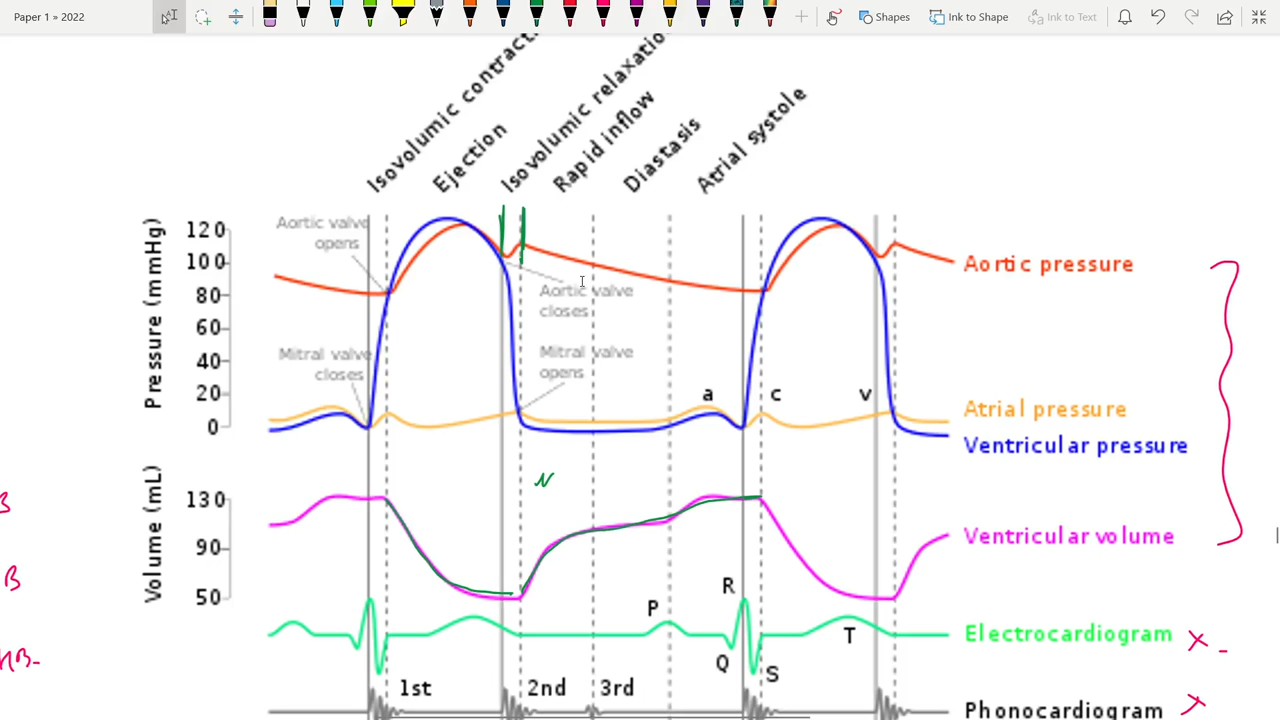 Paper 1 » 2022
Shapes
Ink to Shape
Ink to Text
Isovolumic contract
Ejection
Isovolumic relaxatio
Rapid inflow
Diastasis
Atrial systole
Pressure (mmHg)
120
100
80
60
40
20
0
Aortic valve
opens
Aortic valve
closes
Mitral valve
closes
Mitral valve
opens
a
c
v
Aortic pressure
Atrial pressure
Ventricular pressure
N
Volume (mL)
130
90
50
Ventricular volume
B
B
HB-
R
P
Q
S
T
Electrocardiogram
x -
1st
2nd
3rd
Phonocardiogram
x